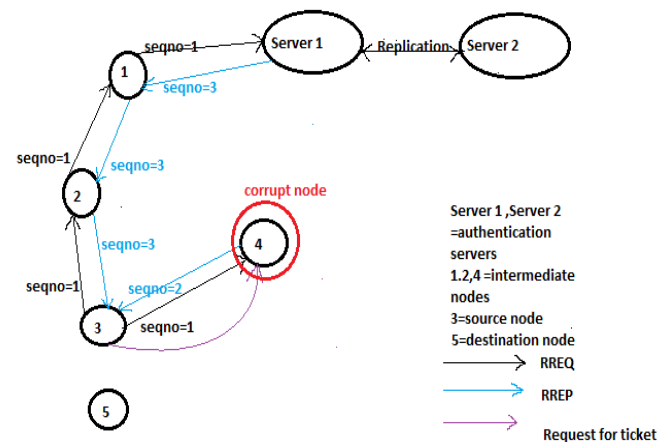 seqno=1
Server 1
Replication
Server 2
1
seqno=3
seqno=1
seqno=3
2
corrupt node
4
seqno=3
seqno=1
seqno=2
3
seqno=1
5
Server 1 ,Server 2
=authentication
servers
1.2,4 =intermediate
nodes
3=source node
5=destination node
RREQ
RREP
Request for ticket